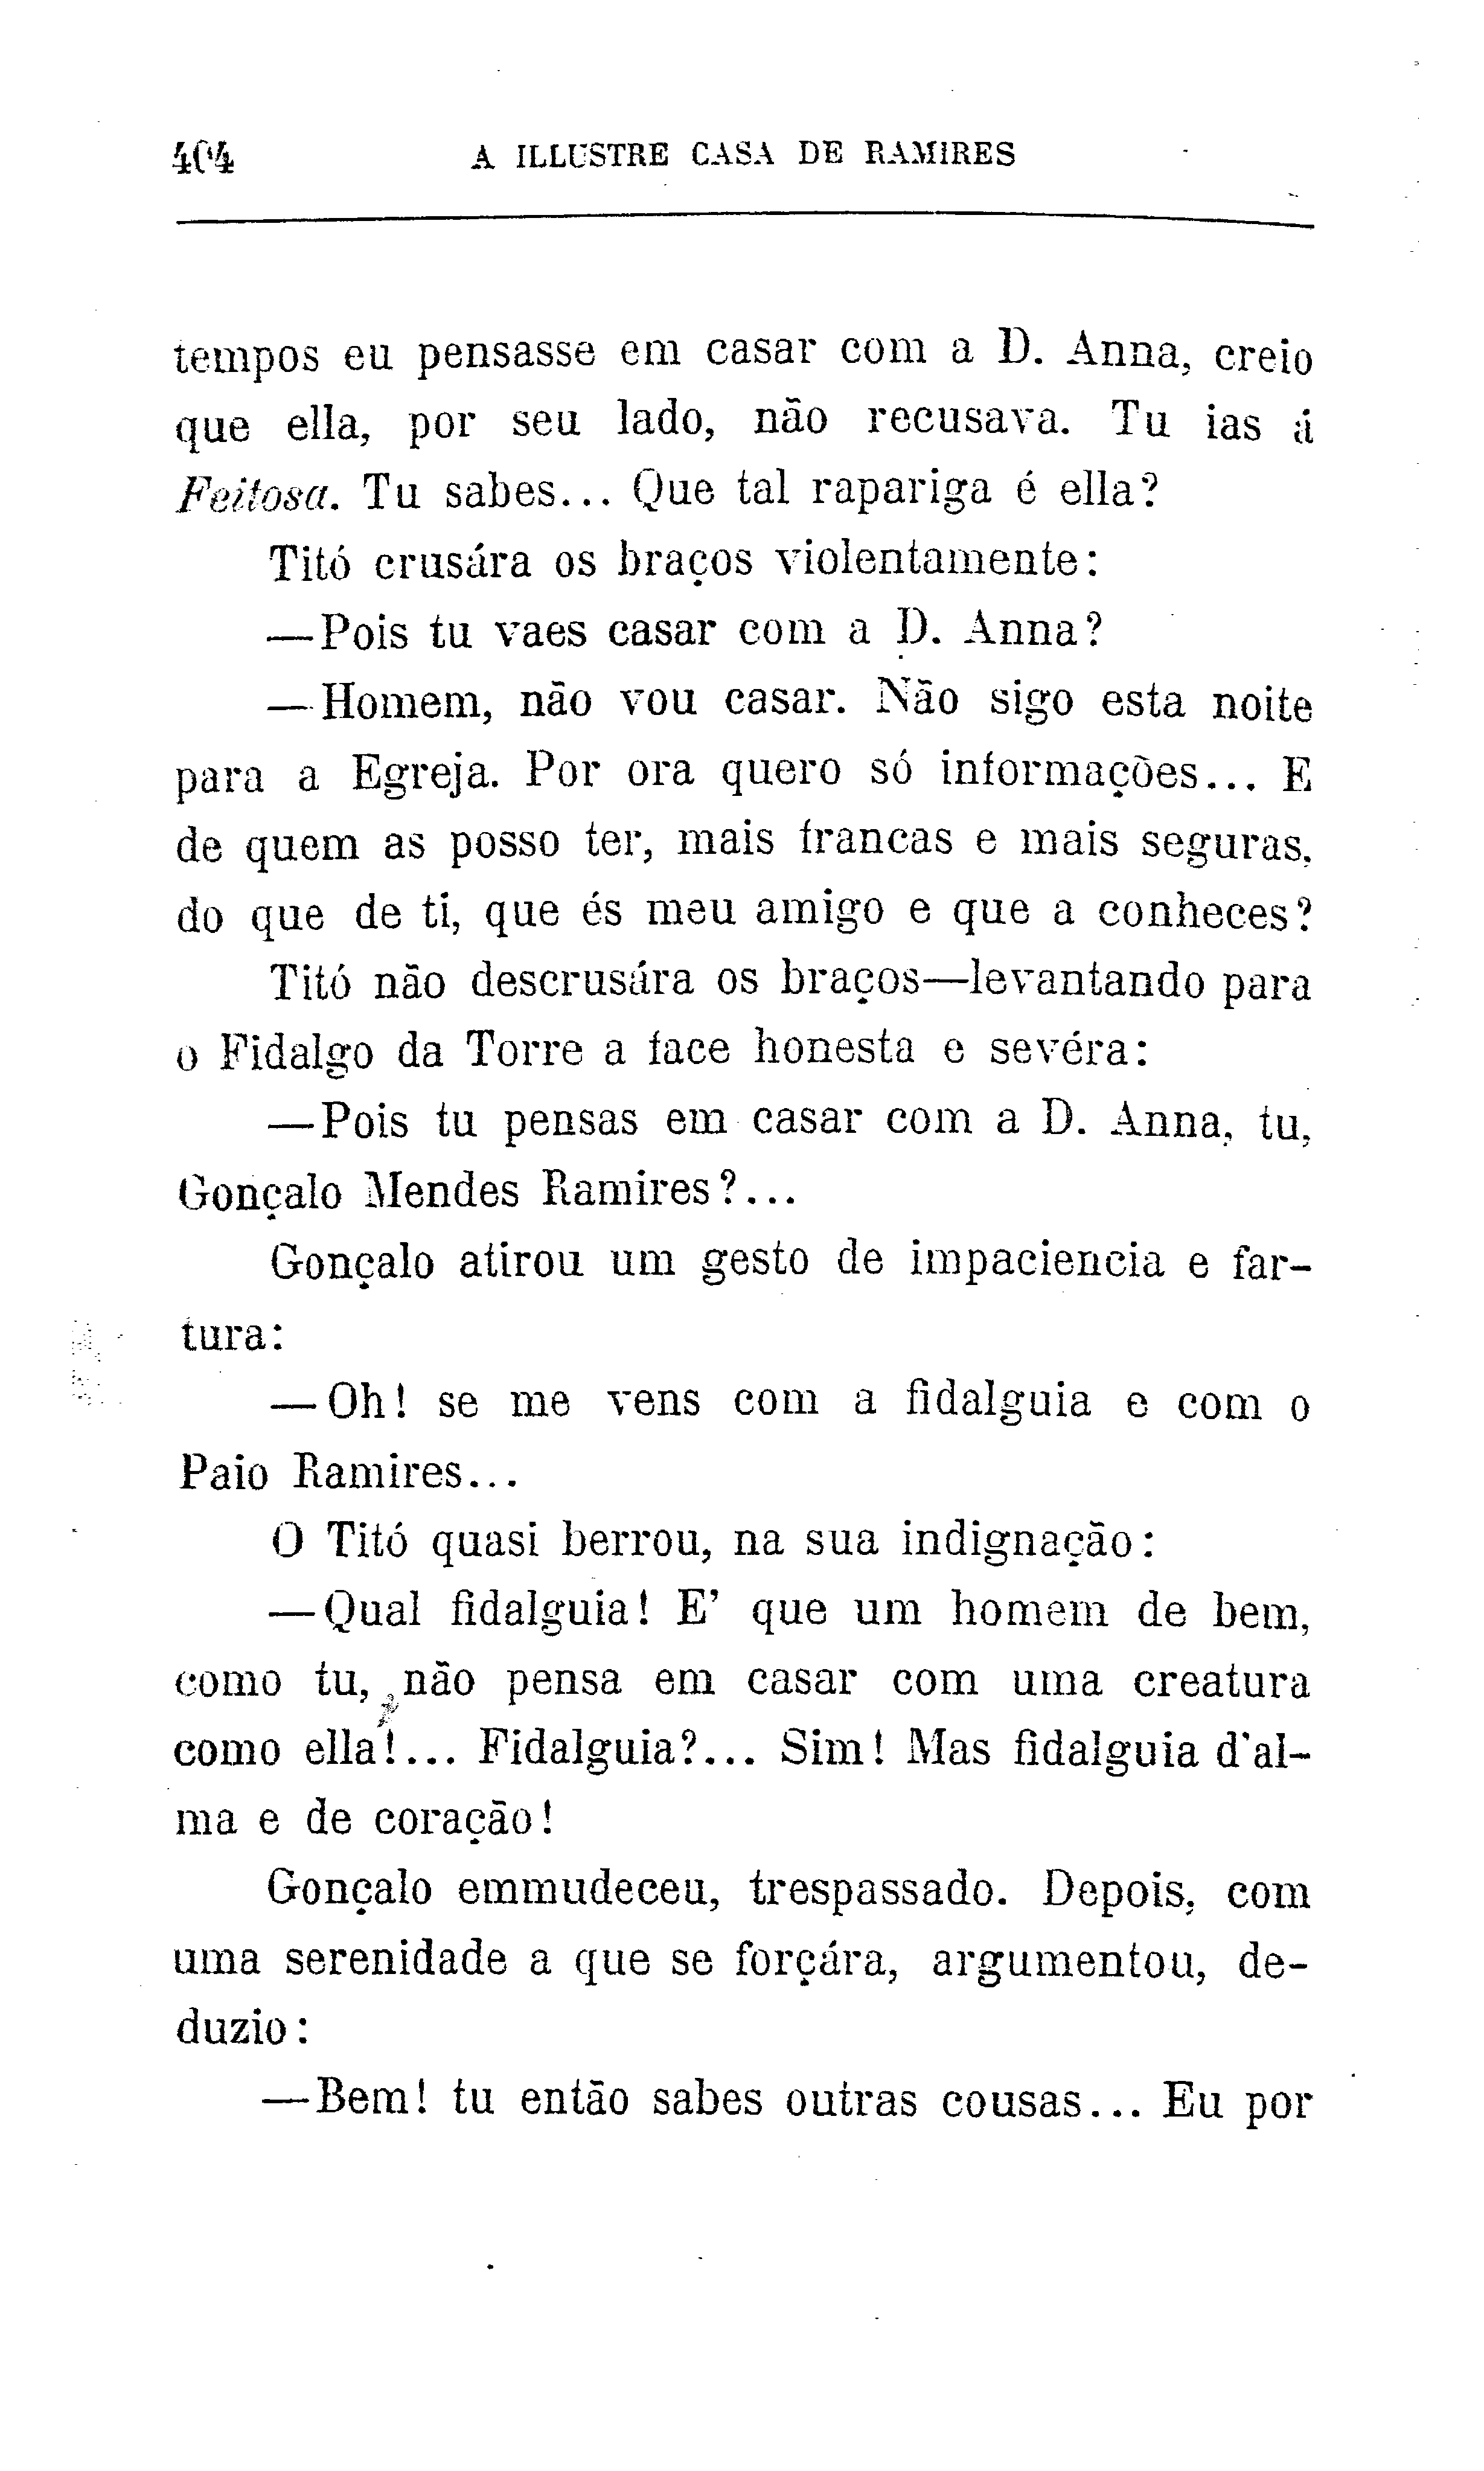 404 A ILLUSTRE CASA DE RAMIRES
tempos eu pensasse em casar com a D. Anna, creio
que ella, por seu lado, não recusava. Tu ias á
Feitosa. Tu sabes... Que tal rapariga é ella?
Titó crusára os braços violentamente:
—Pois tu vaes casar com a D. Anna?
—Homem, não vou casar. Não sigo esta noite
para a Egreja. Por ora quero só informações... E
de quem as posso ter, mais francas e mais seguras,
do que de ti, que és meu amigo e que a conheces?
Titó não descrusára os braços—levantando para
o Fidalgo da Torre a face honesta e sevéra:
—Pois tu pensas em casar com a D. Anna, tu,
Gonçalo Mendes Ramires?...
Gonçalo atirou um gesto de impaciencia e far-
tura:
—Oh! se me vens com a fidalguia e com o
Paio Ramires...
O Titó quasi berrou, na sua indignação:
—Qual fidalguia! E' que um homem de bem,
como tu, não pensa em casar com uma creatura
como ella!... Fidalguia?... Sim! Mas fidalguia d'al-
ma e de coração!
Gonçalo emmudeceu, trespassado. Depois, com
uma serenidade a que se forçára, argumentou, de-
duzio:
—Bem! tu então sabes outras cousas... Eu por